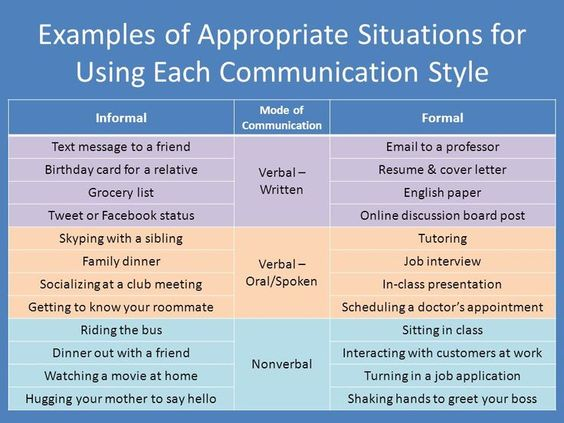 Examples of Appropriate Situations for
Using Each Communication Style
Informal
Mode of
Communication
Formal
Text message to a friend
Email to a professor
Birthday card for a relative
Verbal –
Written
Resume & cover letter
Grocery list
English paper
Tweet or Facebook status
Online discussion board post
Skyping with a sibling
Tutoring
Family dinner
Verbal –
Oral/Spoken
Job interview
Socializing at a club meeting
In-class presentation
Getting to know your roommate
Scheduling a doctor’s appointment
Riding the bus
Sitting in class
Dinner out with a friend
Nonverbal
Interacting with customers at work
Watching a movie at home
Turning in a job application
Hugging your mother to say hello
Shaking hands to greet your boss